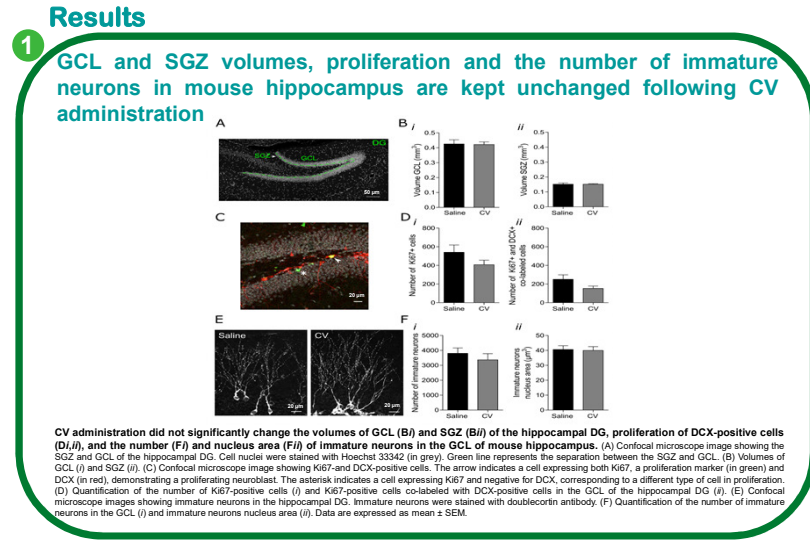 Results
1
GCL and SGZ volumes, proliferation and the number of immature
neurons in mouse hippocampus are kept unchanged following CV
administration
A
DG
SGZ
GCL
50 µm
B
i
Volume GCL (mm³)
0.5
0.4
0.3
0.2
0.1
0.0
Saline CV
ii
Volume SGZ (mm³)
0.5
0.4
0.3
0.2
0.1
0.0
Saline CV
C
20 µm
D
i
Number of Ki67+ cells
800
600
400
200
0
Saline CV
ii
Number of Ki67+ and DCX+
co-labeled cells
800
600
400
200
0
Saline CV
E
Saline
20 µm
CV
20 µm
F
i
Number of immature neurons
5000
4000
3000
2000
1000
0
Saline CV
ii
Immature neurons
nucleus area (µm²)
50
40
30
20
10
0
Saline CV
CV administration did not significantly change the volumes of GCL (Bi) and SGZ (Bii) of the hippocampal DG, proliferation of DCX-positive cells
(Di,ii), and the number (Fi) and nucleus area (Fii) of immature neurons in the GCL of mouse hippocampus. (A) Confocal microscope image showing the
SGZ and GCL of the hippocampal DG. Cell nuclei were stained with Hoechst 33342 (in grey). Green line represents the separation between the SGZ and GCL. (B) Volumes of
GCL (i) and SGZ (ii). (C) Confocal microscope image showing Ki67-and DCX-positive cells. The arrow indicates a cell expressing both Ki67, a proliferation marker (in green) and
DCX (in red), demonstrating a proliferating neuroblast. The asterisk indicates a cell expressing Ki67 and negative for DCX, corresponding to a different type of cell in proliferation.
(D) Quantification of the number of Ki67-positive cells (i) and Ki67-positive cells co-labeled with DCX-positive cells in the GCL of the hippocampal DG (ii). (E) Confocal
microscope images showing immature neurons in the hippocampal DG. Immature neurons were stained with doublecortin antibody. (F) Quantification of the number of immature
neurons in the GCL (i) and immature neurons nucleus area (ii). Data are expressed as mean ± SEM.